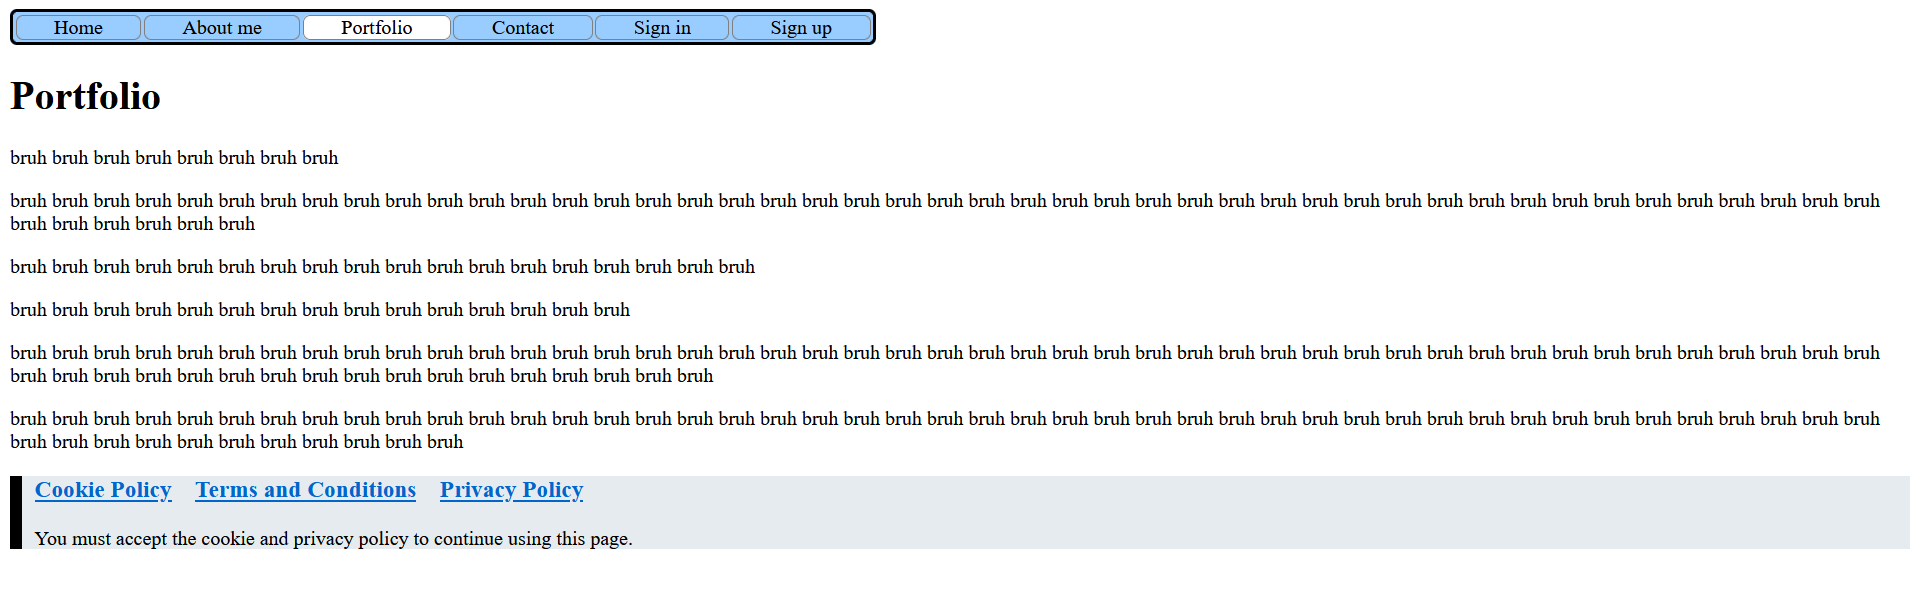 Home About me Portfolio Contact Sign in Sign up
Portfolio
bruh bruh bruh bruh bruh bruh bruh bruh
bruh bruh bruh bruh bruh bruh bruh bruh bruh bruh bruh bruh bruh bruh bruh bruh bruh bruh bruh bruh bruh bruh bruh bruh bruh bruh bruh bruh bruh bruh bruh bruh bruh bruh bruh bruh bruh bruh bruh bruh bruh bruh bruh bruh bruh
bruh bruh bruh bruh bruh bruh
bruh bruh bruh bruh bruh bruh bruh bruh bruh bruh bruh bruh bruh bruh bruh bruh bruh bruh
bruh bruh bruh bruh bruh bruh bruh bruh bruh bruh bruh bruh bruh bruh bruh
bruh bruh bruh bruh bruh bruh bruh bruh bruh bruh bruh bruh bruh bruh bruh bruh bruh bruh bruh bruh bruh bruh bruh bruh bruh bruh bruh bruh bruh bruh bruh bruh bruh bruh bruh bruh bruh bruh bruh bruh bruh bruh bruh bruh bruh
bruh bruh bruh bruh bruh bruh bruh bruh bruh bruh bruh bruh bruh bruh bruh bruh bruh
bruh bruh bruh bruh bruh bruh bruh bruh bruh bruh bruh bruh bruh bruh bruh bruh bruh bruh bruh bruh bruh bruh bruh bruh bruh bruh bruh bruh bruh bruh bruh bruh bruh bruh bruh bruh bruh bruh bruh bruh bruh bruh bruh bruh bruh
bruh bruh bruh bruh bruh bruh bruh bruh bruh bruh bruh
Cookie Policy Terms and Conditions Privacy Policy
You must accept the cookie and privacy policy to continue using this page.